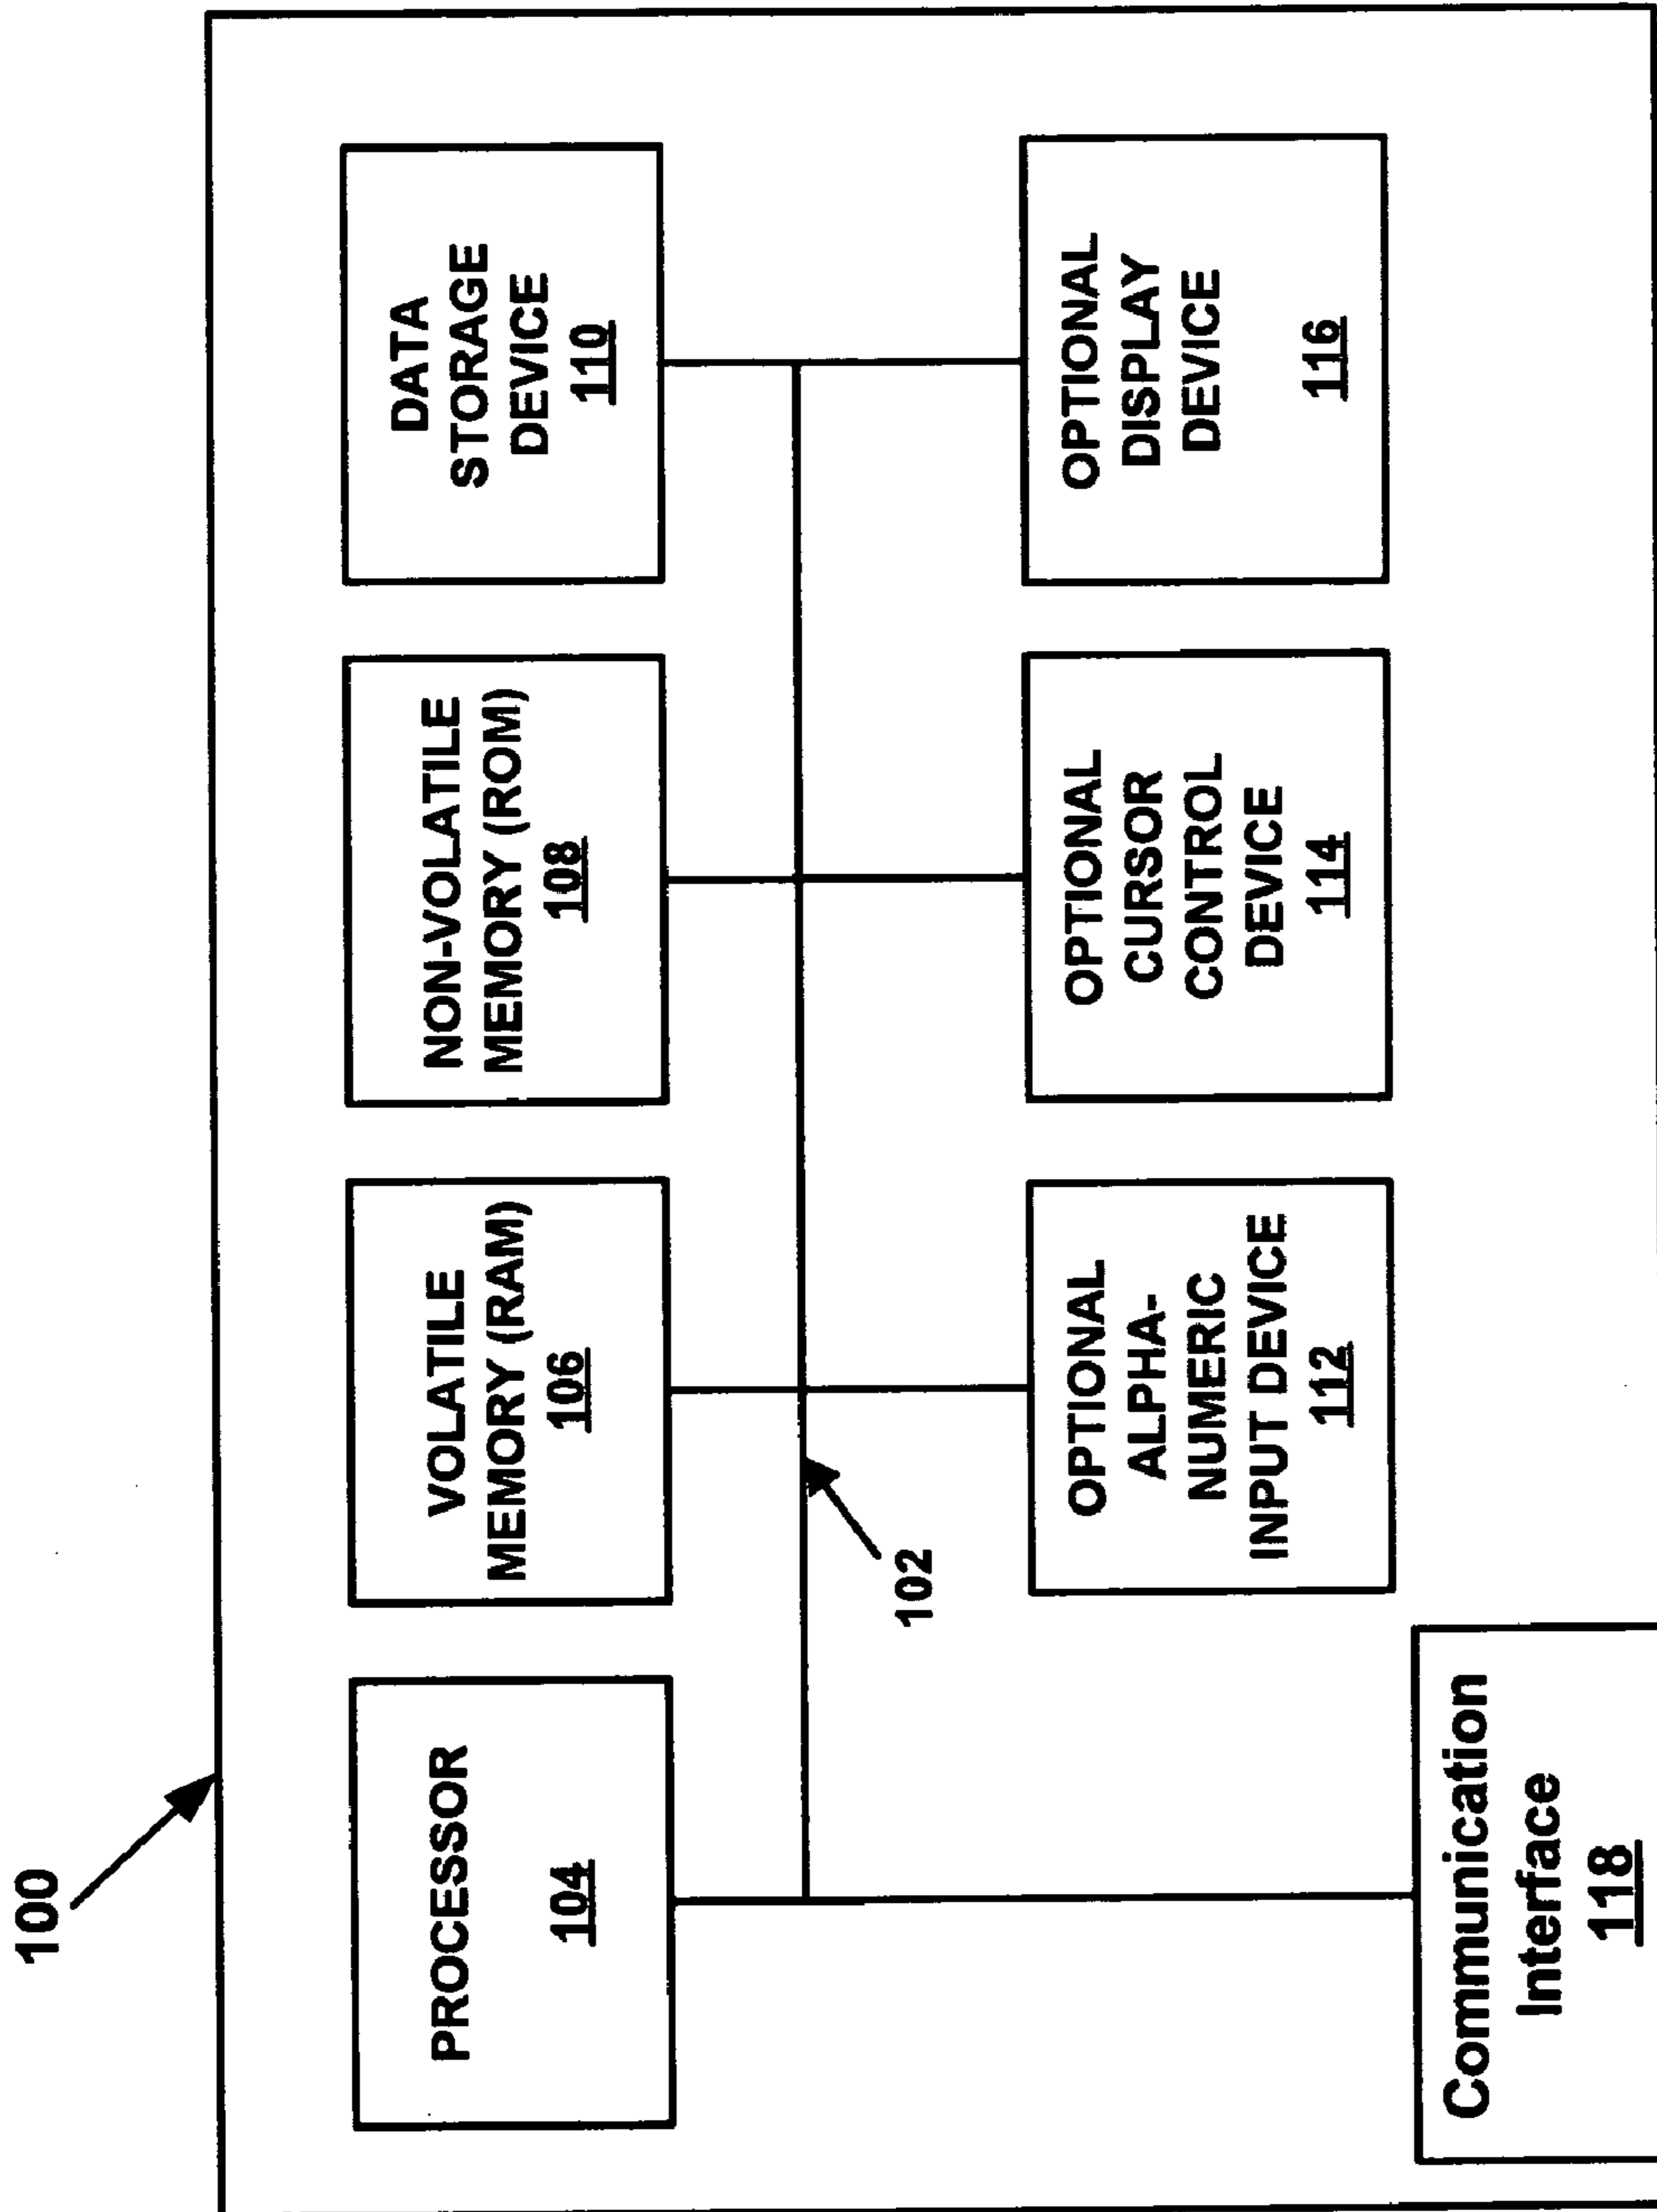 100
PROCESSOR
104
VOLATILE
MEMORY (RAM)
106
NON-VOLATILE
MEMORY (ROM)
108
DATA
STORAGE
DEVICE
110
102
OPTIONAL
ALPHA-
NUMERIC
INPUT DEVICE
112
OPTIONAL
CURSOR
CONTROL
DEVICE
114
OPTIONAL
DISPLAY
DEVICE
116
Communication
Interface
118